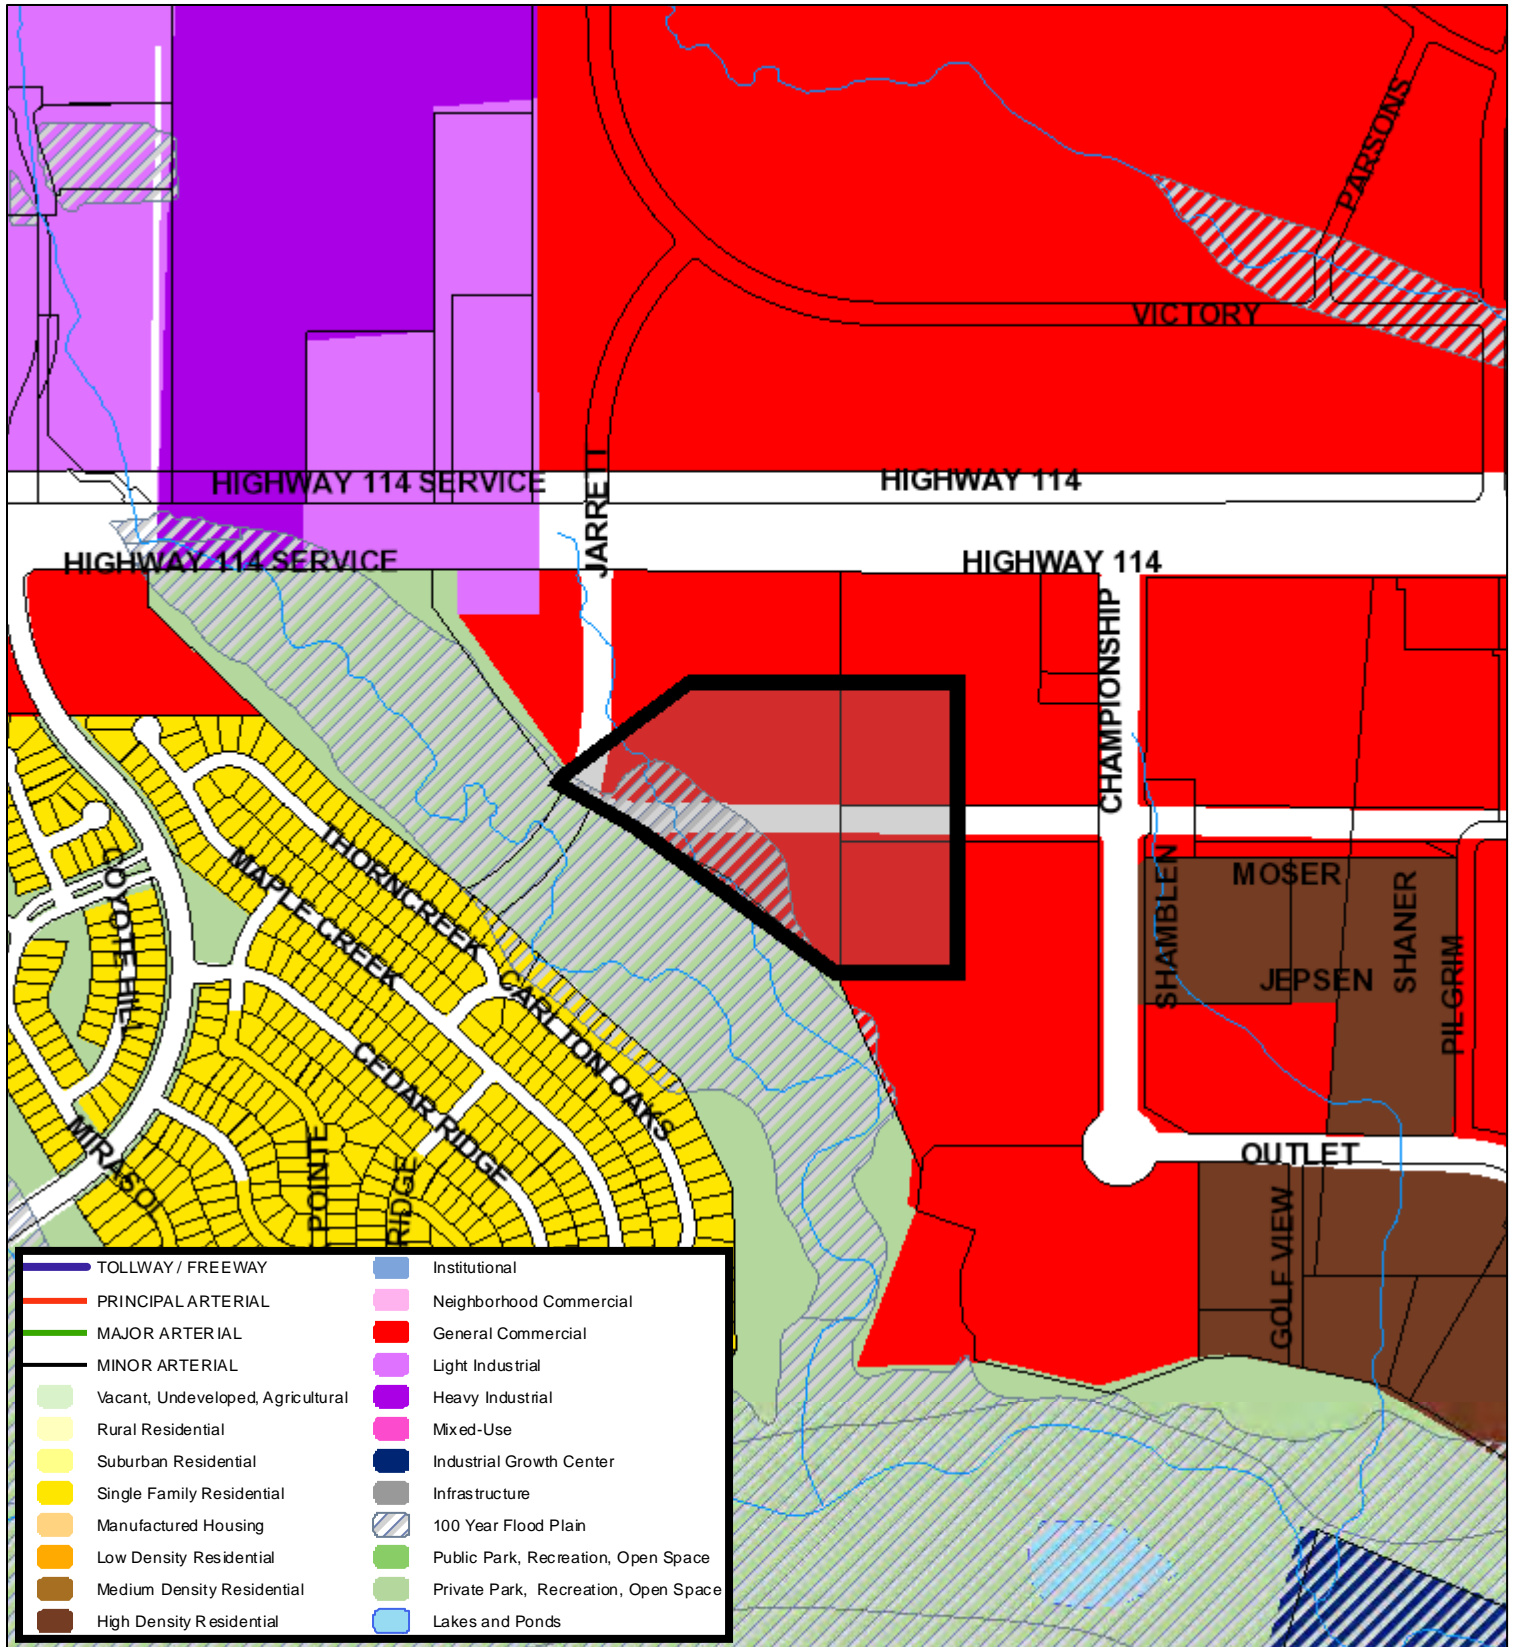 PARSONS
VICTORY
HIGHWAY 114 SERVICE
HIGHWAY 114
JARRETT
HIGHWAY 114 SERVICE
HIGHWAY 114
CHAMPIONSHIP
THORNCREEK
MAPLE CREEK
COYOTE HILL
SHAMBLEN
MOSER
SHANER
PILGRIM
JEPSEN
CARLTON OAKS
CEDAR RIDGE
MIRASOL
POINTE
RIDGE
OUTLET
GOLF VIEW
TOLLWAY / FREEWAY
PRINCIPAL ARTERIAL
MAJOR ARTERIAL
MINOR ARTERIAL
Vacant, Undeveloped, Agricultural
Rural Residential
Suburban Residential
Single Family Residential
Manufactured Housing
Low Density Residential
Medium Density Residential
High Density Residential
Institutional
Neighborhood Commercial
General Commercial
Light Industrial
Heavy Industrial
Mixed-Use
Industrial Growth Center
Infrastructure
100 Year Flood Plain
Public Park, Recreation, Open Space
Private Park, Recreation, Open Space
Lakes and Ponds